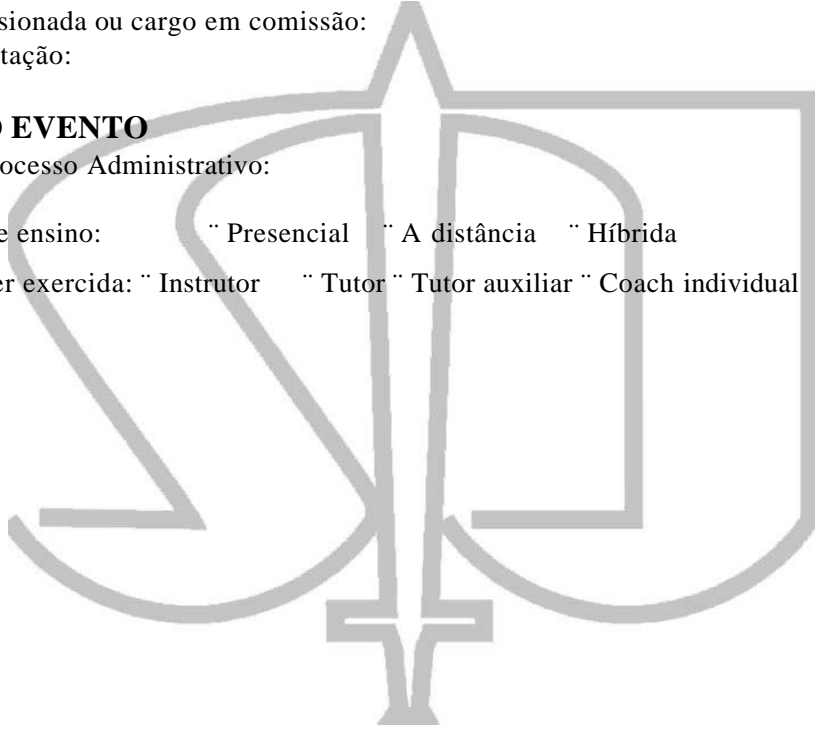 sionada ou cargo em comissão:
tação:
O EVENTO
ocesso Administrativo:
e ensino: ¨ Presencial ¨ A distância ¨ Híbrida
er exercida: ¨ Instrutor ¨ Tutor ¨ Tutor auxiliar ¨ Coach individual